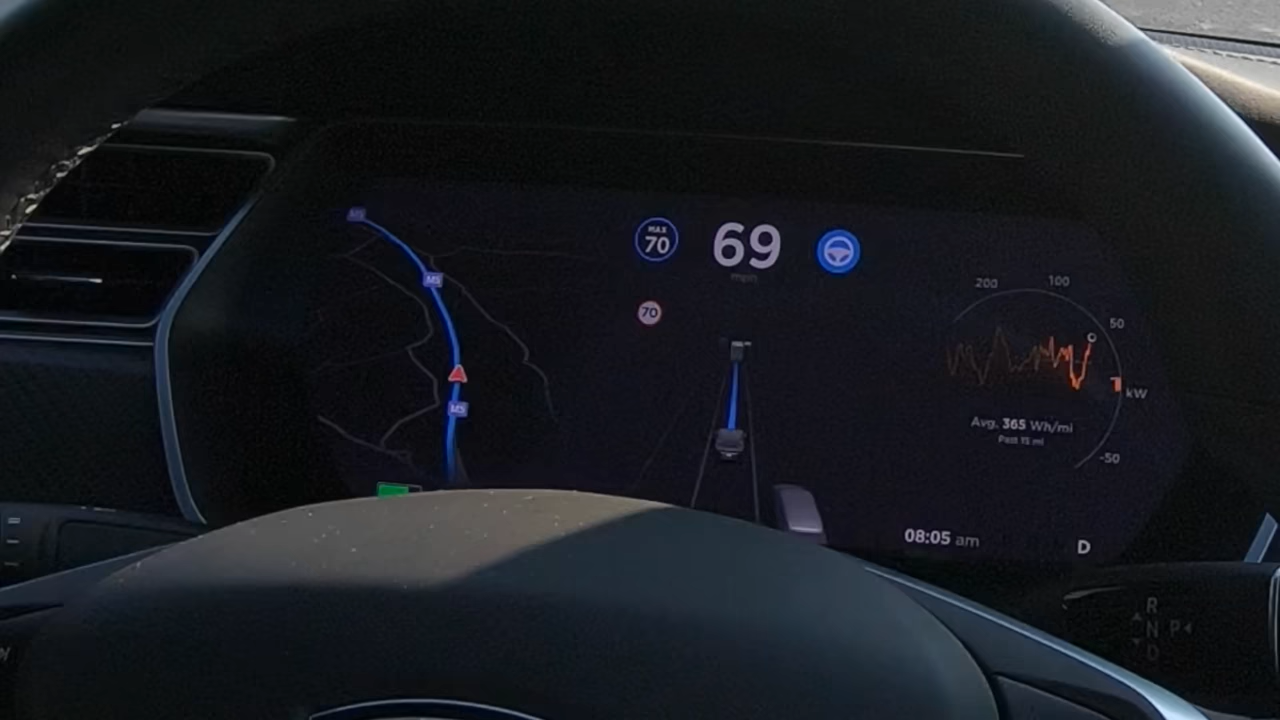 M5
M5
M5
MAX
70
69
mph
70
200
100
50
kW
-50
Avg. 365 Wh/mi
Past 15 mi
08:05 am
D
R
N P
D